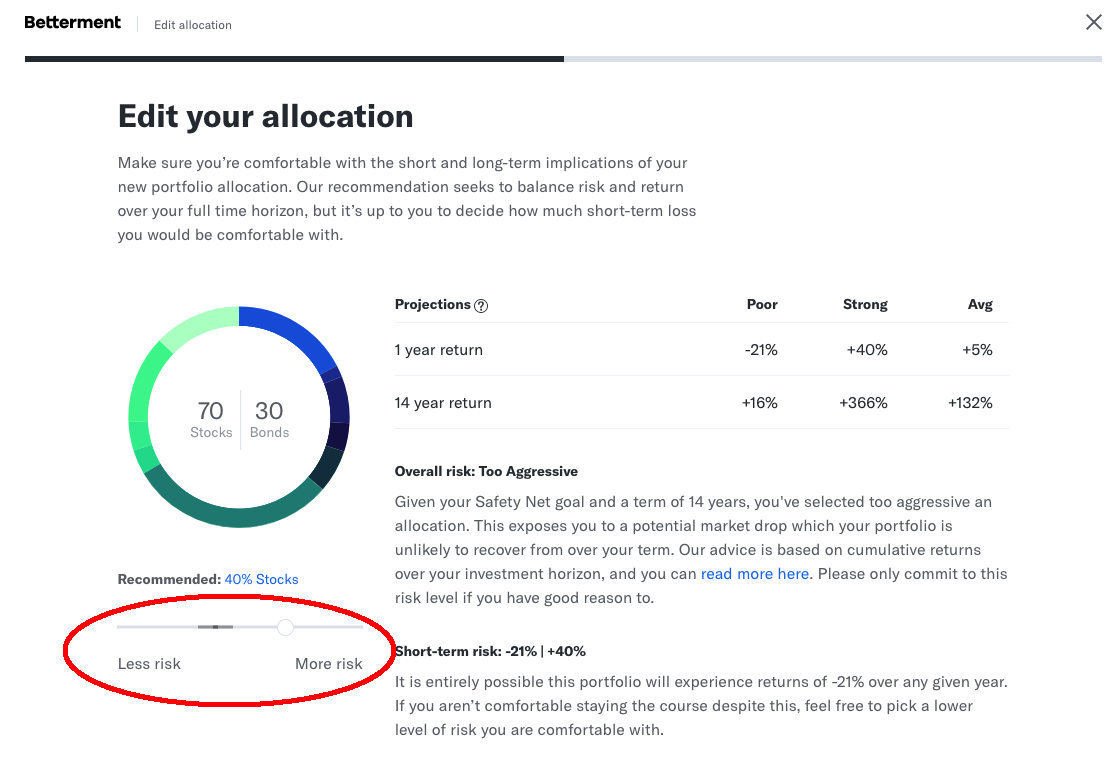 Betterment
Edit allocation
Edit your allocation
Make sure you’re comfortable with the short and long-term implications of your
new portfolio allocation. Our recommendation seeks to balance risk and return
over your full time horizon, but it’s up to you to decide how much short-term loss
you would be comfortable with.
70 Stocks
30 Bonds
Recommended: 40% Stocks
Less risk
More risk
Projections ? Poor Strong Avg
1 year return -21% +40% +5%
14 year return +16% +366% +132%
Overall risk: Too Aggressive
Given your Safety Net goal and a term of 14 years, you've selected too aggressive an
allocation. This exposes you to a potential market drop which your portfolio is
unlikely to recover from over your term. Our advice is based on cumulative returns
over your investment horizon, and you can read more here. Please only commit to this
risk level if you have good reason to.
Short-term risk: -21% | +40%
It is entirely possible this portfolio will experience returns of -21% over any given year.
If you aren’t comfortable staying the course despite this, feel free to pick a lower
level of risk you are comfortable with.